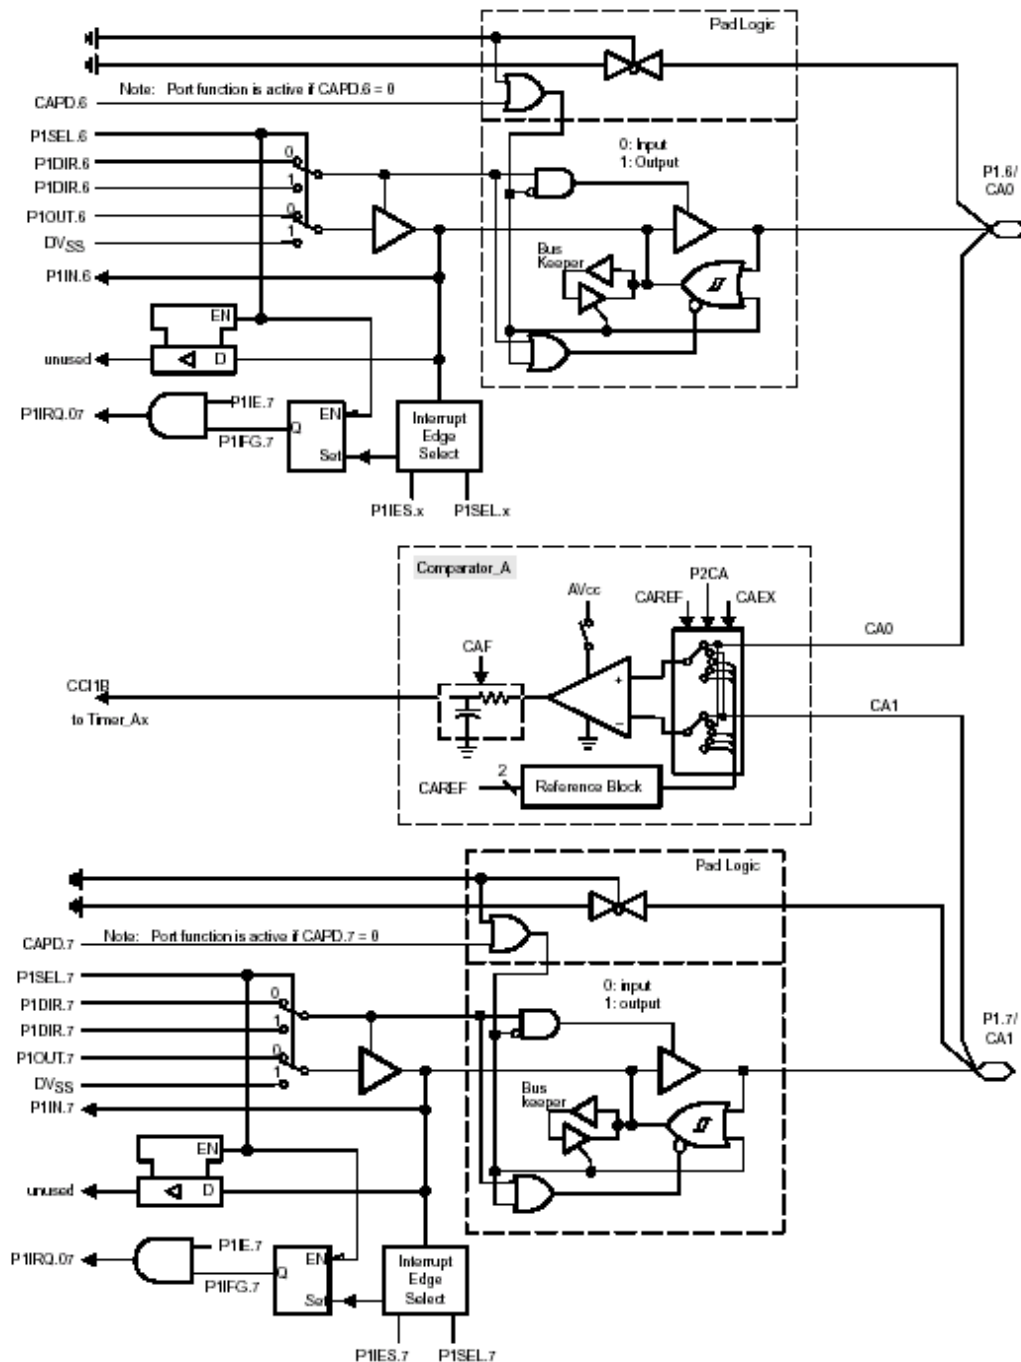 Pad Logic
Note: Port function is active if CAPD.6 = 0
CAPD.6
P1SEL.6
0
P1DIR.6
1
P1DIR.6
0
P1OUT.6
1
DVSS
P1IN.6
0: Input
1: Output
P1.6/
CA0
Bus
Keeper
EN
unused
D
P1IRQ.07
P1IE.7
P1IFG.7
Q
EN
Set
Interrupt
Edge
Select
P1IES.x
P1SEL.x
Comparator_A
P2CA
AVcc
CAREF
CAEX
CA0
CAF
+
CCI1B
to Timer_Ax
−
CA1
CAREF
2
Reference Block
Pad Logic
Note: Port function is active if CAPD.7 = 0
CAPD.7
P1SEL.7
0
P1DIR.7
1
P1DIR.7
0
P1OUT.7
1
DVSS
P1IN.7
0: input
1: output
P1.7/
CA1
Bus
keeper
EN
unused
D
P1IRQ.07
P1IE.7
P1IFG.7
Q
EN
Set
Interrupt
Edge
Select
P1IES.7
P1SEL.7